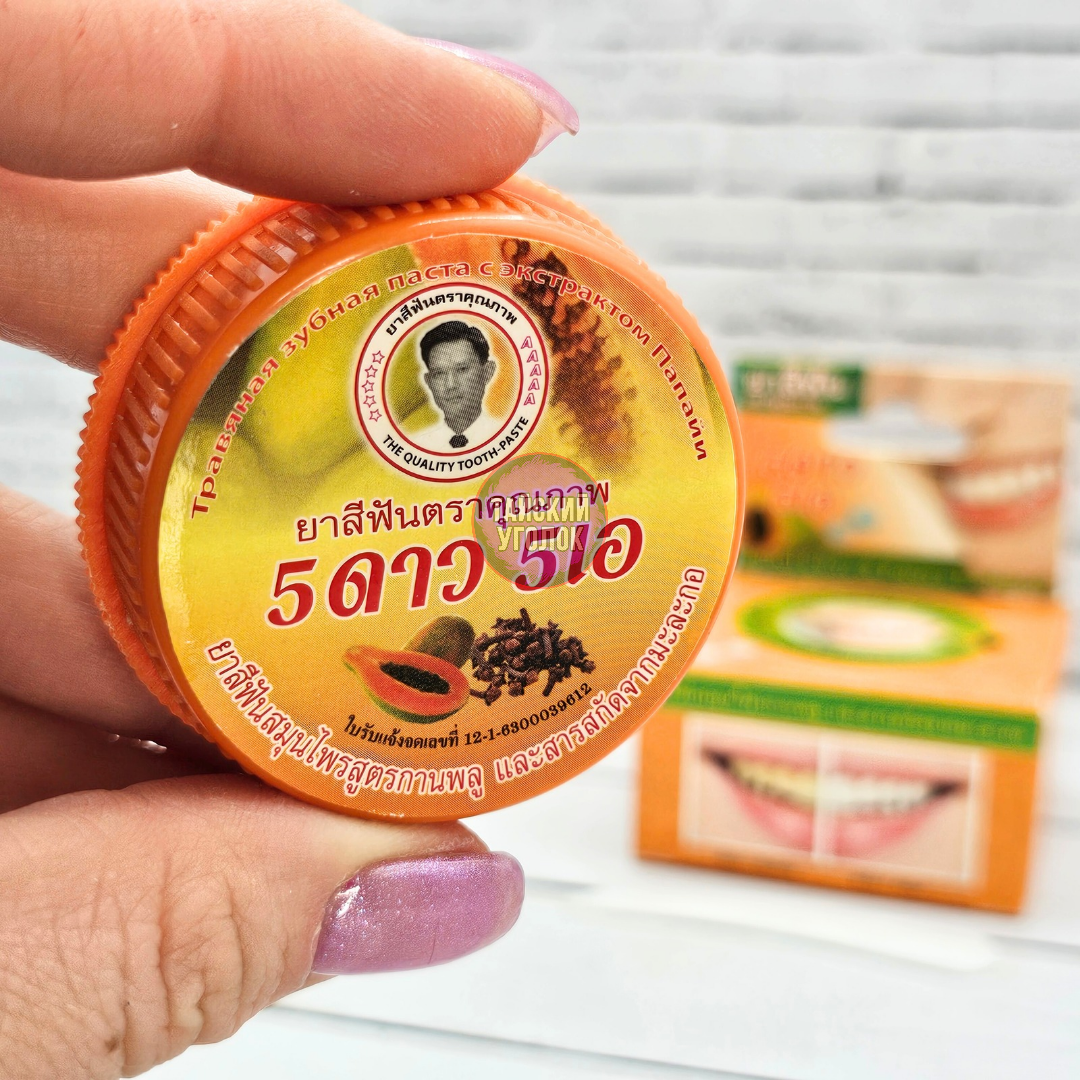 Травяная зубная паста с экстрактом Папайи
ยาสีฟันตราคุณภาพ
AAAAA
THE QUALITY TOOTH-PASTE
ยาสีฟันตราคุณภาพ
ТАЙСКИЙ
УГОЛОК
5ดาว 5เอ
ใบรับแจ้งจดเลขที่ 12-1-6300039612
ยาสีฟันสมุนไพรสูตรกานพลู และสารสกัดจากมะละกอ